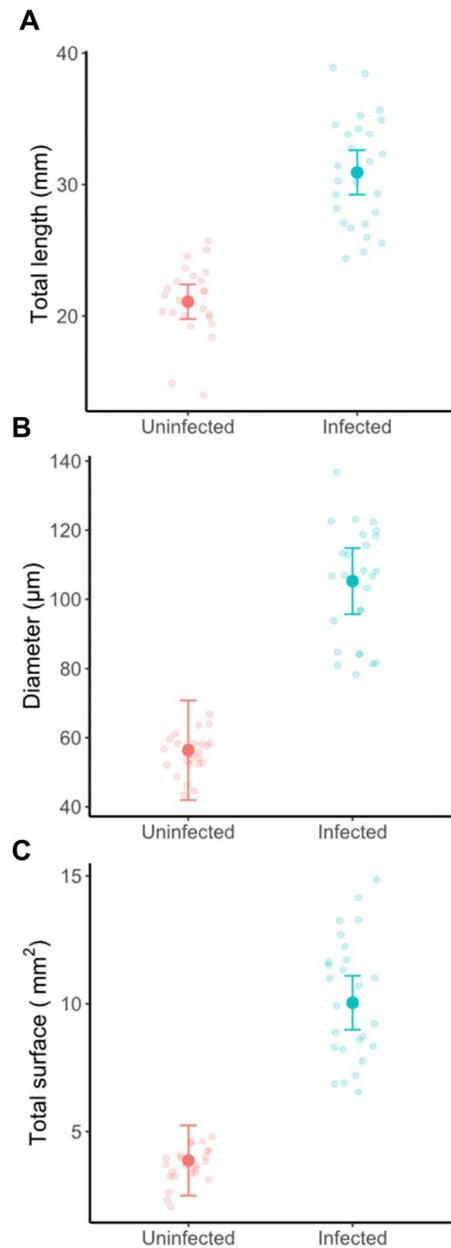 A
Total length (mm)
40
30
20
Uninfected Infected
B
Diameter (μm)
140
120
100
80
60
40
Uninfected Infected
C
Total surface ( mm²)
15
10
5
Uninfected Infected